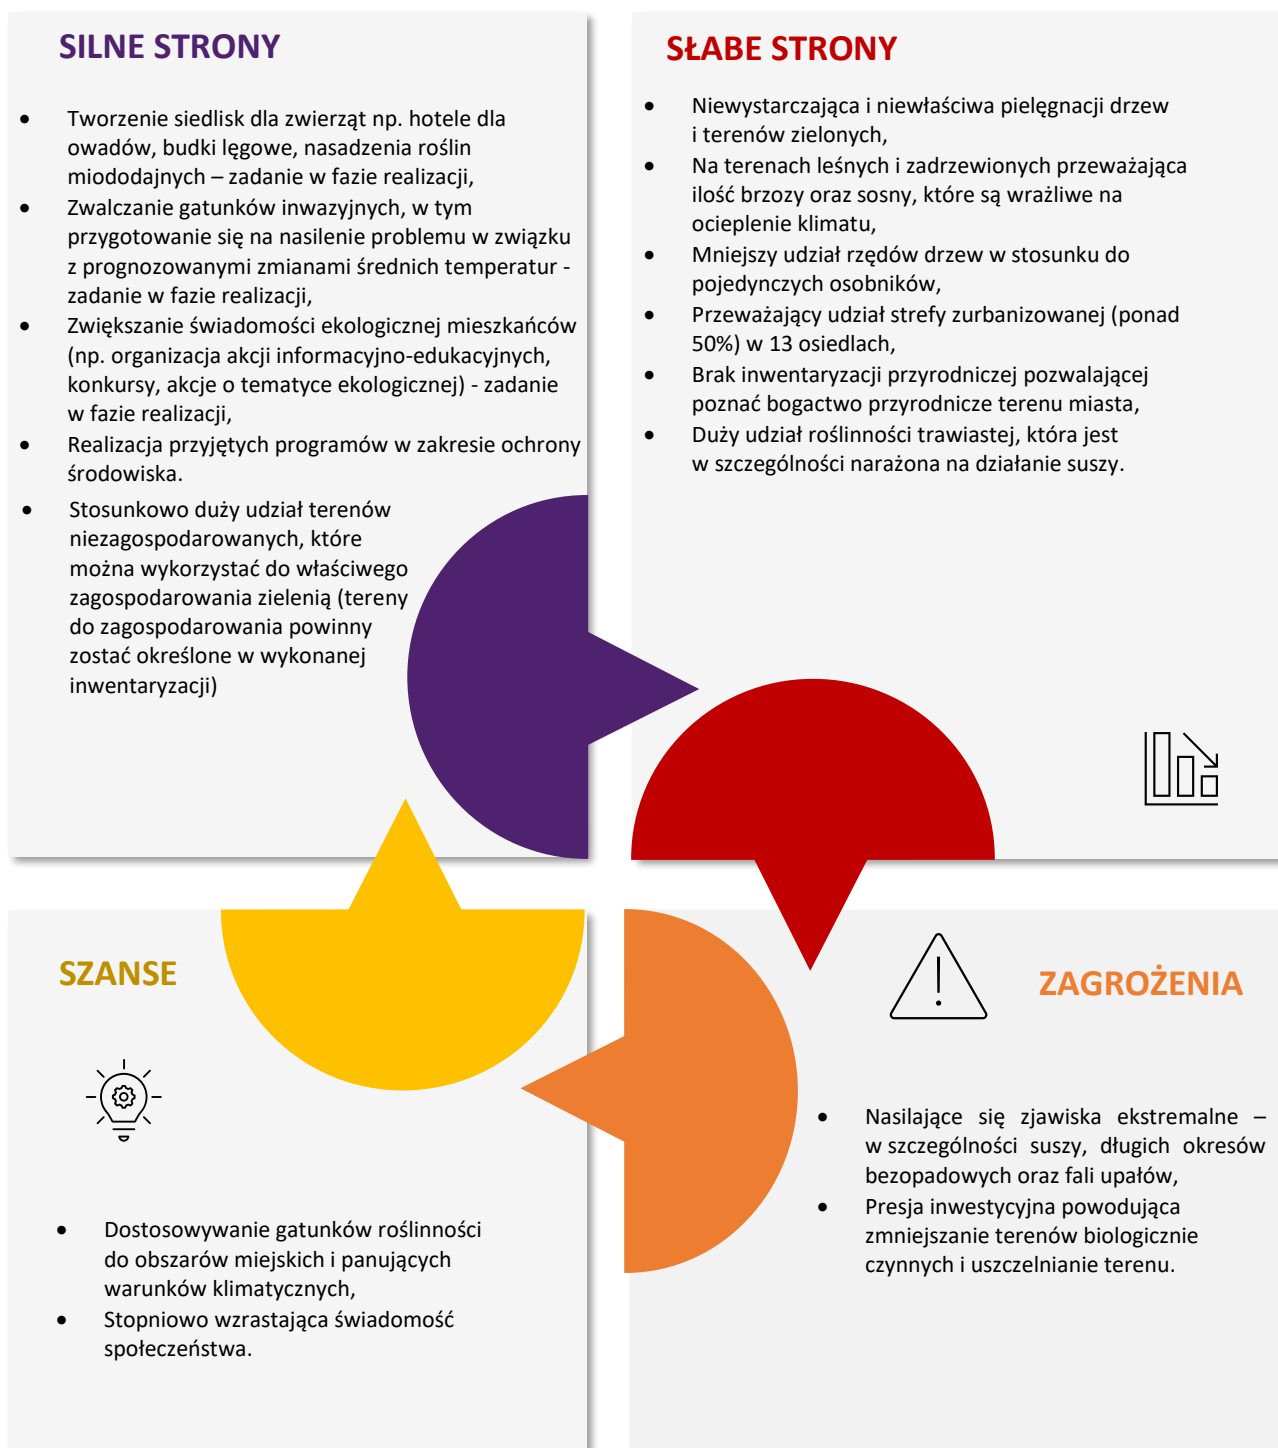 SILNE STRONY
• Tworzenie siedlisk dla zwierząt np. hotele dla
owadów, budki lęgowe, nasadzenia roślin
miododajnych – zadanie w fazie realizacji,
• Zwalczanie gatunków inwazyjnych, w tym
przygotowanie się na nasilenie problemu w związku
z prognozowanymi zmianami średnich temperatur -
zadanie w fazie realizacji,
• Zwiększanie świadomości ekologicznej mieszkańców
(np. organizacja akcji informacyjno-edukacyjnych,
konkursy, akcje o tematyce ekologicznej) - zadanie
w fazie realizacji,
• Realizacja przyjętych programów w zakresie ochrony
środowiska.
• Stosunkowo duży udział terenów
niezagospodarowanych, które
można wykorzystać do właściwego
zagospodarowania zielenią (tereny
do zagospodarowania powinny
zostać określone w wykonanej
inwentaryzacji)
SŁABE STRONY
• Niewystarczająca i niewłaściwa pielęgnacji drzew
i terenów zielonych,
• Na terenach leśnych i zadrzewionych przeważająca
ilość brzozy oraz sosny, które są wrażliwe na
ocieplenie klimatu,
• Mniejszy udział rzędów drzew w stosunku do
pojedynczych osobników,
• Przeważający udział strefy zurbanizowanej (ponad
50%) w 13 osiedlach,
• Brak inwentaryzacji przyrodniczej pozwalającej
poznać bogactwo przyrodnicze terenu miasta,
• Duży udział roślinności trawiastej, która jest
w szczególności narażona na działanie suszy.
SZANSE
• Dostosowywanie gatunków roślinności
do obszarów miejskich i panujących
warunków klimatycznych,
• Stopniowo wzrastająca świadomość
społeczeństwa.
ZAGROŻENIA
• Nasilające się zjawiska ekstremalne –
w szczególności suszy, długich okresów
bezopadowych oraz fali upałów,
• Presja inwestycyjna powodująca
zmniejszanie terenów biologicznie
czynnych i uszczelnianie terenu.